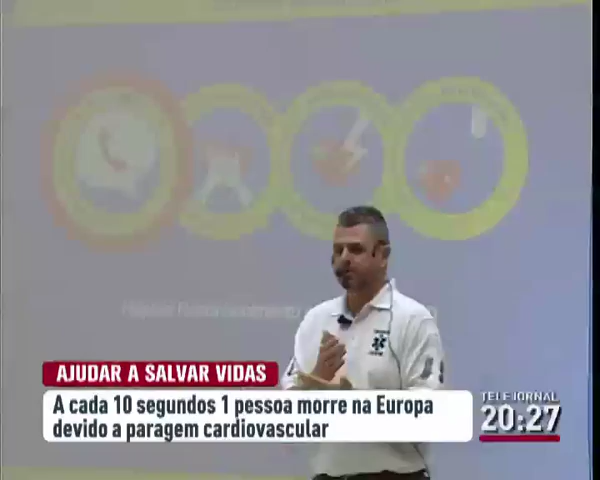 AJUDAR A SALVAR VIDAS
A cada 10 segundos 1 pessoa morre na Europa
devido a paragem cardiovascular
TELEJORNAL
20:27